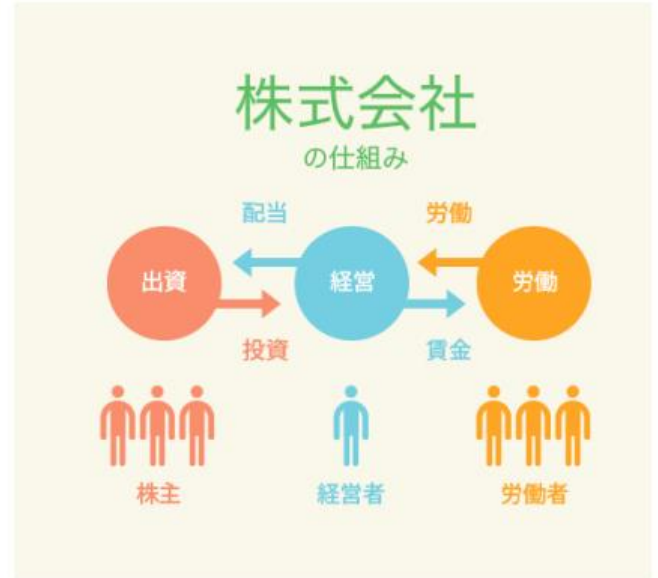 株式会社
の仕組み
配当 労働
出資 経営 労働
投資 賃金
株主 経営者 労働者